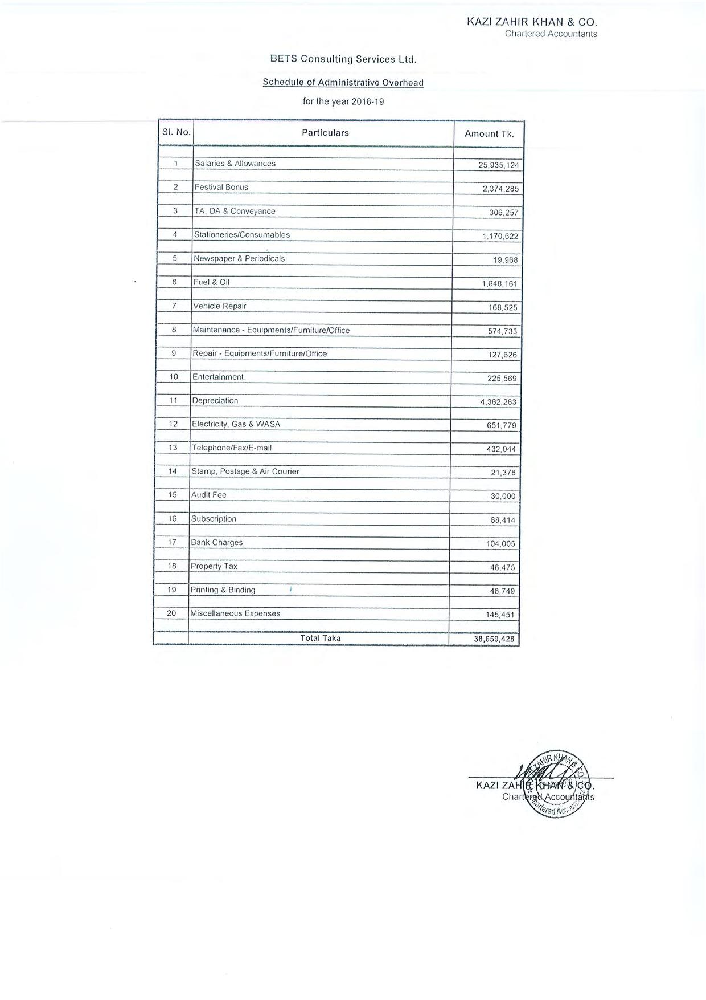 KAZI ZAHIR KHAN & CO.
Chartered Accountants
BETS Consulting Services Ltd.
Schedule of Administrative Overhead
for the year 2018-19
Sl. No. Particulars Amount Tk.
1 Salaries & Allowances 25,935,124
2 Festival Bonus 2,374,285
3 TA, DA & Conveyance 306,257
4 Stationeries/Consumables 1,170,622
5 Newspaper & Periodicals 19,968
6 Fuel & Oil 1,848,161
7 Vehicle Repair 168,525
8 Maintenance - Equipments/Furniture/Office 574,733
9 Repair - Equipments/Furniture/Office 127,626
10 Entertainment 225,569
11 Depreciation 4,362,263
12 Electricity, Gas & WASA 651,779
13 Telephone/Fax/E-mail 432,044
14 Stamp, Postage & Air Courier 21,378
15 Audit Fee 30,000
16 Subscription 68,414
17 Bank Charges 104,005
18 Property Tax 46,475
19 Printing & Binding 46,749
20 Miscellaneous Expenses 145,451
Total Taka 38,659,428
ZAHIR KHAN & CO.
KAZI ZAHIR KHAN & CO.
Chartered Accountants
Chartered Accountants